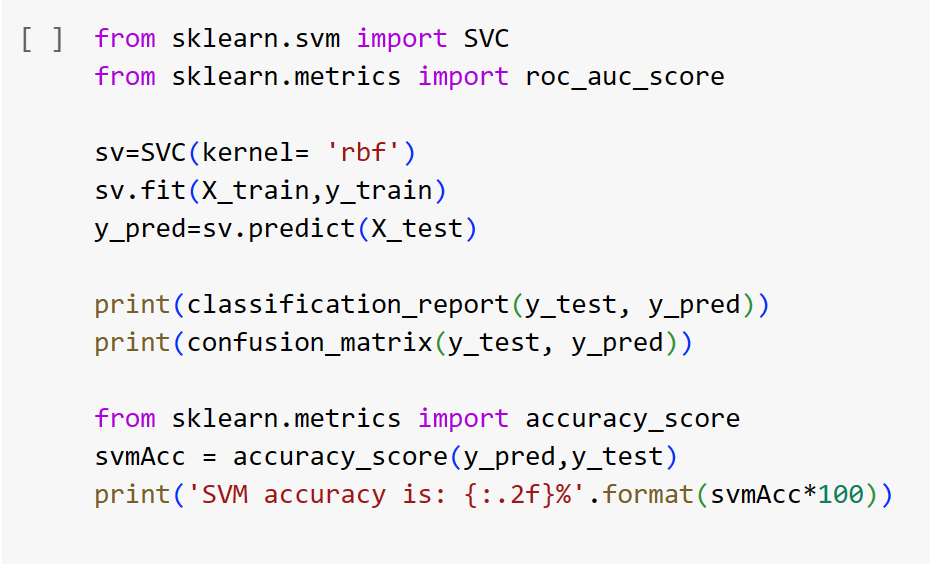 [ ] from sklearn.svm import SVC
from sklearn.metrics import roc_auc_score
sv=SVC(kernel= 'rbf')
sv.fit(X_train,y_train)
y_pred=sv.predict(X_test)
print(classification_report(y_test, y_pred))
print(confusion_matrix(y_test, y_pred))
from sklearn.metrics import accuracy_score
svmAcc = accuracy_score(y_pred,y_test)
print('SVM accuracy is: {:.2f}%'.format(svmAcc*100))